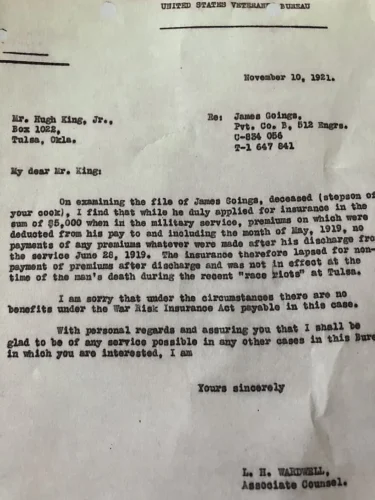 UNITED STATES VETERANS BUREAU
November 10, 1921.
Mr. Hugh King, Jr.,
Box 1022,
Tulsa, Okla.
Re: James Goings,
Pvt. Co. B, 512 Engrs.
C-834 056
T-1 647 841
My dear Mr. King:
On examining the file of James Goings, deceased (stepson of
your cook), I find that while he duly applied for insurance in the
sum of $5,000 when in the military service, premiums on which were
deducted from his pay to and including the month of May, 1919, no
payments of any premiums whatever were made after his discharge from
the service June 28, 1919. The insurance therefore lapsed for non-
payment of premiums after discharge and was not in effect at the
time of the man's death during the recent "race riots" at Tulsa.
I am sorry that under the circumstances there are no
benefits under the War Risk Insurance Act payable in this case.
With personal regards and assuring you that I shall be
glad to be of any service possible in any other cases in this Bure
in which you are interested, I am
Yours sincerely
L. H. WARDWELL,
Associate Counsel.